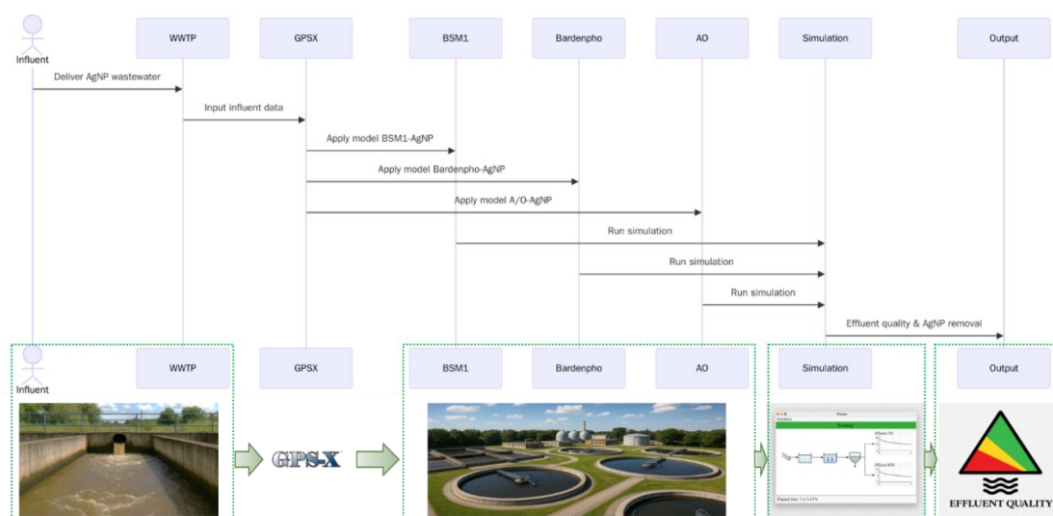 WWTP
GPSX
BSM1
Bardenpho
AO
Simulation
Output
Influent
Deliver AgNP wastewater
Input influent data
Apply model BSM1-AgNP
Apply model Bardenpho-AgNP
Apply model A/O-AgNP
Run simulation
Run simulation
Run simulation
Effluent quality & AgNP removal
WWTP
GPSX
BSM1
Bardenpho
AO
Simulation
Output
Influent
GPS-X
EFFLUENT QUALITY